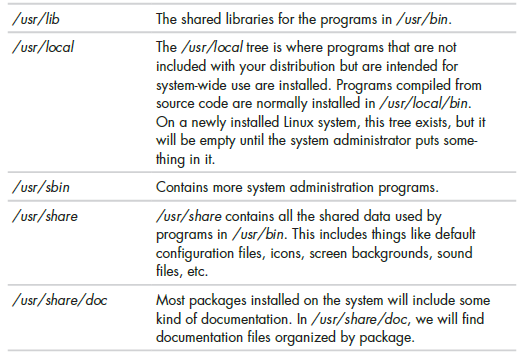 /usr/lib The shared libraries for the programs in /usr/bin.
/usr/local The /usr/local tree is where programs that are not
included with your distribution but are intended for
system-wide use are installed. Programs compiled from
source code are normally installed in /usr/local/bin.
On a newly installed Linux system, this tree exists, but it
will be empty until the system administrator puts some-
thing in it.
/usr/sbin Contains more system administration programs.
/usr/share /usr/share contains all the shared data used by
programs in /usr/bin. This includes things like default
configuration files, icons, screen backgrounds, sound
files, etc.
/usr/share/doc Most packages installed on the system will include some
kind of documentation. In /usr/share/doc, we will find
documentation files organized by package.